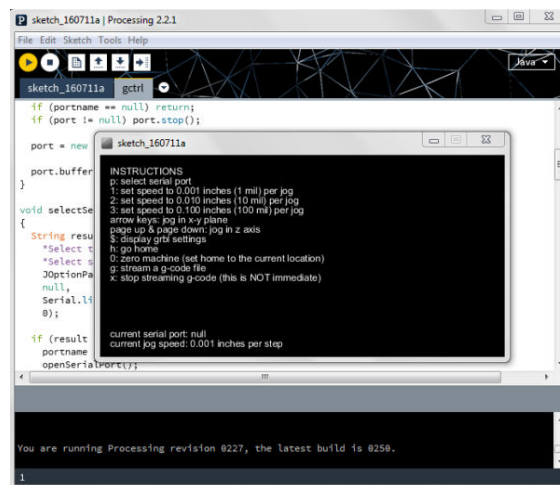 sketch_160711a | Processing 2.2.1
File Edit Sketch Tools Help
Java
sketch_160711a gctrl
if (portname == null) return;
if (port != null) port.stop();
port = new
port.buffer
}
void selectSe
{
String resu
"Select t
"Select s
JOptionPa
null,
Serial.li
0);
if (result
portname
openSerialPort();
sketch_160711a
INSTRUCTIONS
p: select serial port
1: set speed to 0.001 inches (1 mil) per jog
2: set speed to 0.010 inches (10 mil) per jog
3: set speed to 0.100 inches (100 mil) per jog
arrow keys: jog in x-y plane
page up & page down: jog in z axis
$: display grbl settings
h: go home
0: zero machine (set home to the current location)
g: stream a g-code file
x: stop streaming g-code (this is NOT immediate)
current serial port: null
current jog speed: 0.001 inches per step
You are running Processing revision 0227, the latest build is 0250.
1